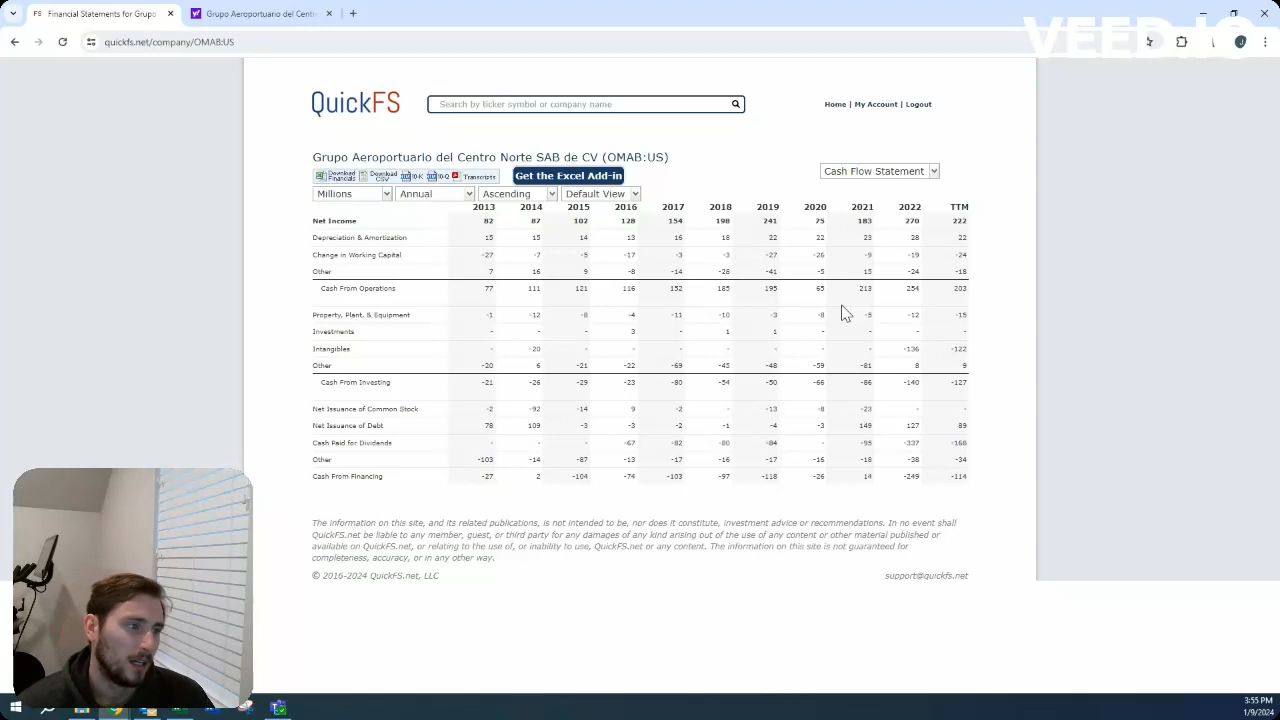 Financial Statements for Grupo
Grupo Aeroportuario del Cent
quickfs.net/company/OMAB:US
VEED.IO
QuickFS
Search by ticker symbol or company name
Home | My Account | Logout
Grupo Aeroportuario del Centro Norte SAB de CV (OMAB:US)
Cash Flow Statement
Download Financials Download CSV 10-K 10-Q Transcripts Get the Excel Add-in
Millions Annual Ascending Default View
2013 2014 2015 2016 2017 2018 2019 2020 2021 2022 TTM
Net Income 82 87 102 128 154 198 241 75 183 270 222
Depreciation & Amortization 15 15 14 13 16 18 22 22 23 28 22
Change in Working Capital -27 -7 -5 -17 -3 -3 -27 -26 -9 -19 -24
Other 7 16 9 -8 -14 -28 -41 -5 15 -24 -18
Cash From Operations 77 111 121 116 152 185 195 65 213 254 203
Property, Plant, & Equipment -1 -12 -8 -4 -11 -10 -3 -8 -5 -12 -15
Investments - - - 3 - 1 1 - - - -
Intangibles - -20 - - - - - - - -136 -122
Other -20 6 -21 -22 -69 -45 -48 -59 -81 8 9
Cash From Investing -21 -26 -29 -23 -80 -54 -50 -66 -86 -140 -127
Net Issuance of Common Stock -2 -92 -14 9 -2 - -13 -8 -23 - -
Net Issuance of Debt 78 109 -3 -3 -2 -1 -4 -3 149 127 89
Cash Paid for Dividends - - - -67 -82 -80 -84 - -95 -337 -168
Other -103 -14 -87 -13 -17 -16 -17 -16 -18 -38 -34
Cash From Financing -27 2 -104 -74 -103 -97 -118 -26 14 -249 -114
The information on this site, and its related publications, is not intended to be, nor does it constitute, investment advice or recommendations. In no event shall
QuickFS.net be liable to any member, guest, or third party for any damages of any kind arising out of the use of any content or other material published or
available on QuickFS.net, or relating to the use of, or inability to use, QuickFS.net or any content. The information on this site is not guaranteed for
completeness, accuracy, or in any other way.
© 2016-2024 QuickFS.net, LLC
support@quickfs.net
3:55 PM
1/9/2024